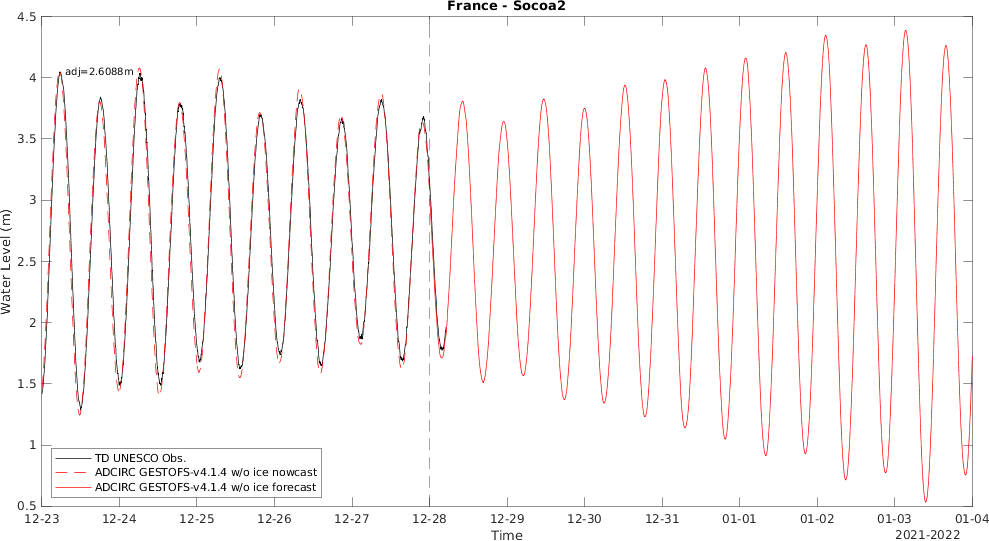 France - Socoa2
4.5
4
3.5
3
2.5
2
1.5
1
0.5
Water Level (m)
adj=2.6088m
TD UNESCO Obs.
ADCIRC GESTOFS-v4.1.4 w/o ice nowcast
ADCIRC GESTOFS-v4.1.4 w/o ice forecast
12-23 12-24 12-25 12-26 12-27 12-28 12-29 12-30 12-31 01-01 01-02 01-03 01-04
Time
2021-2022